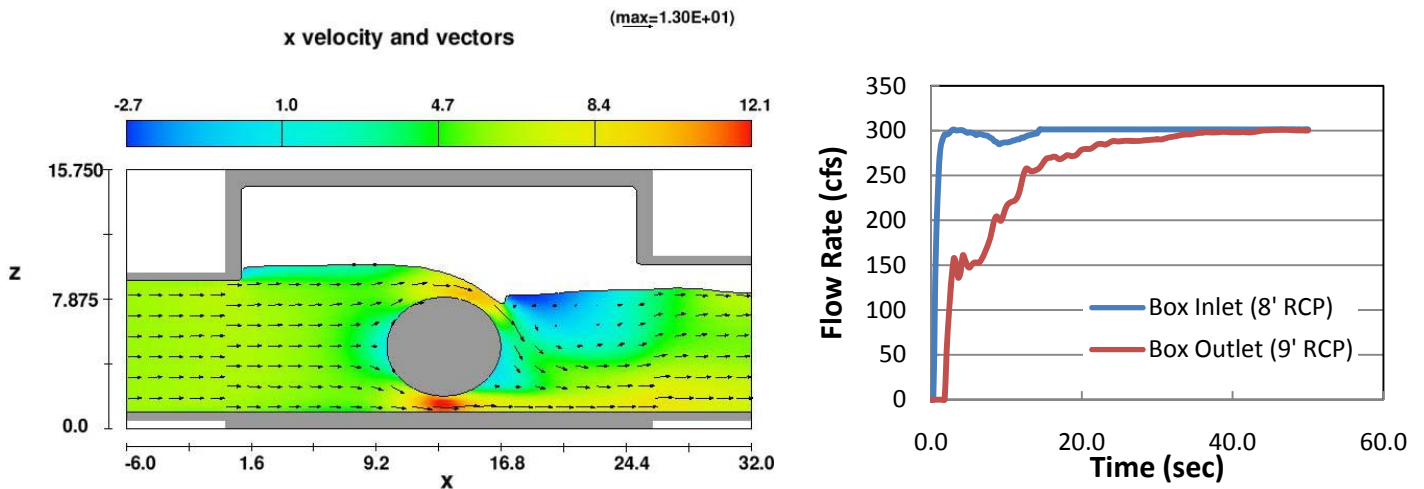 (max=1.30E+01)
x velocity and vectors
-2.7 1.0 4.7 8.4 12.1
15.750
z
7.875
0.0
-6.0 1.6 9.2 16.8 24.4 32.0
x
350
300
250
200
150
100
50
0
Flow Rate (cfs)
Box Inlet (8' RCP)
Box Outlet (9' RCP)
0.0 20.0 40.0 60.0
Time (sec)